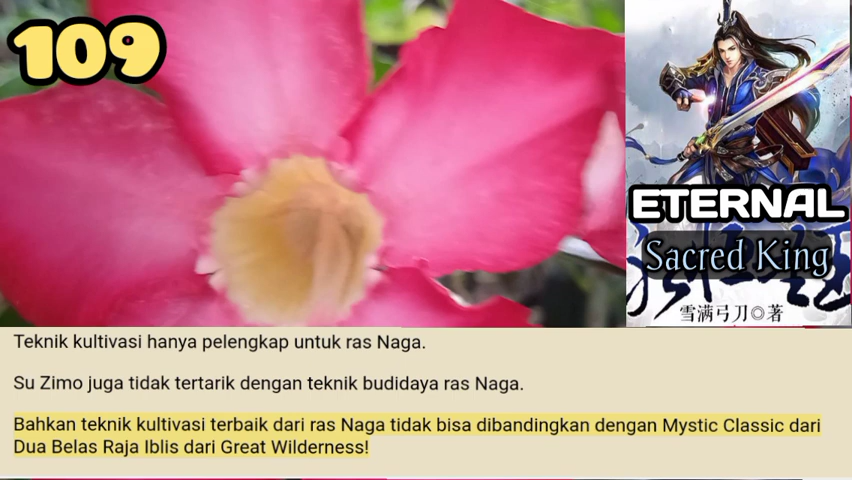 109
ETERNAL
Sacred King
雪满弓刀◎著
Teknik kultivasi hanya pelengkap untuk ras Naga.
Su Zimo juga tidak tertarik dengan teknik budidaya ras Naga.
Bahkan teknik kultivasi terbaik dari ras Naga tidak bisa dibandingkan dengan Mystic Classic dari
Dua Belas Raja Iblis dari Great Wilderness!